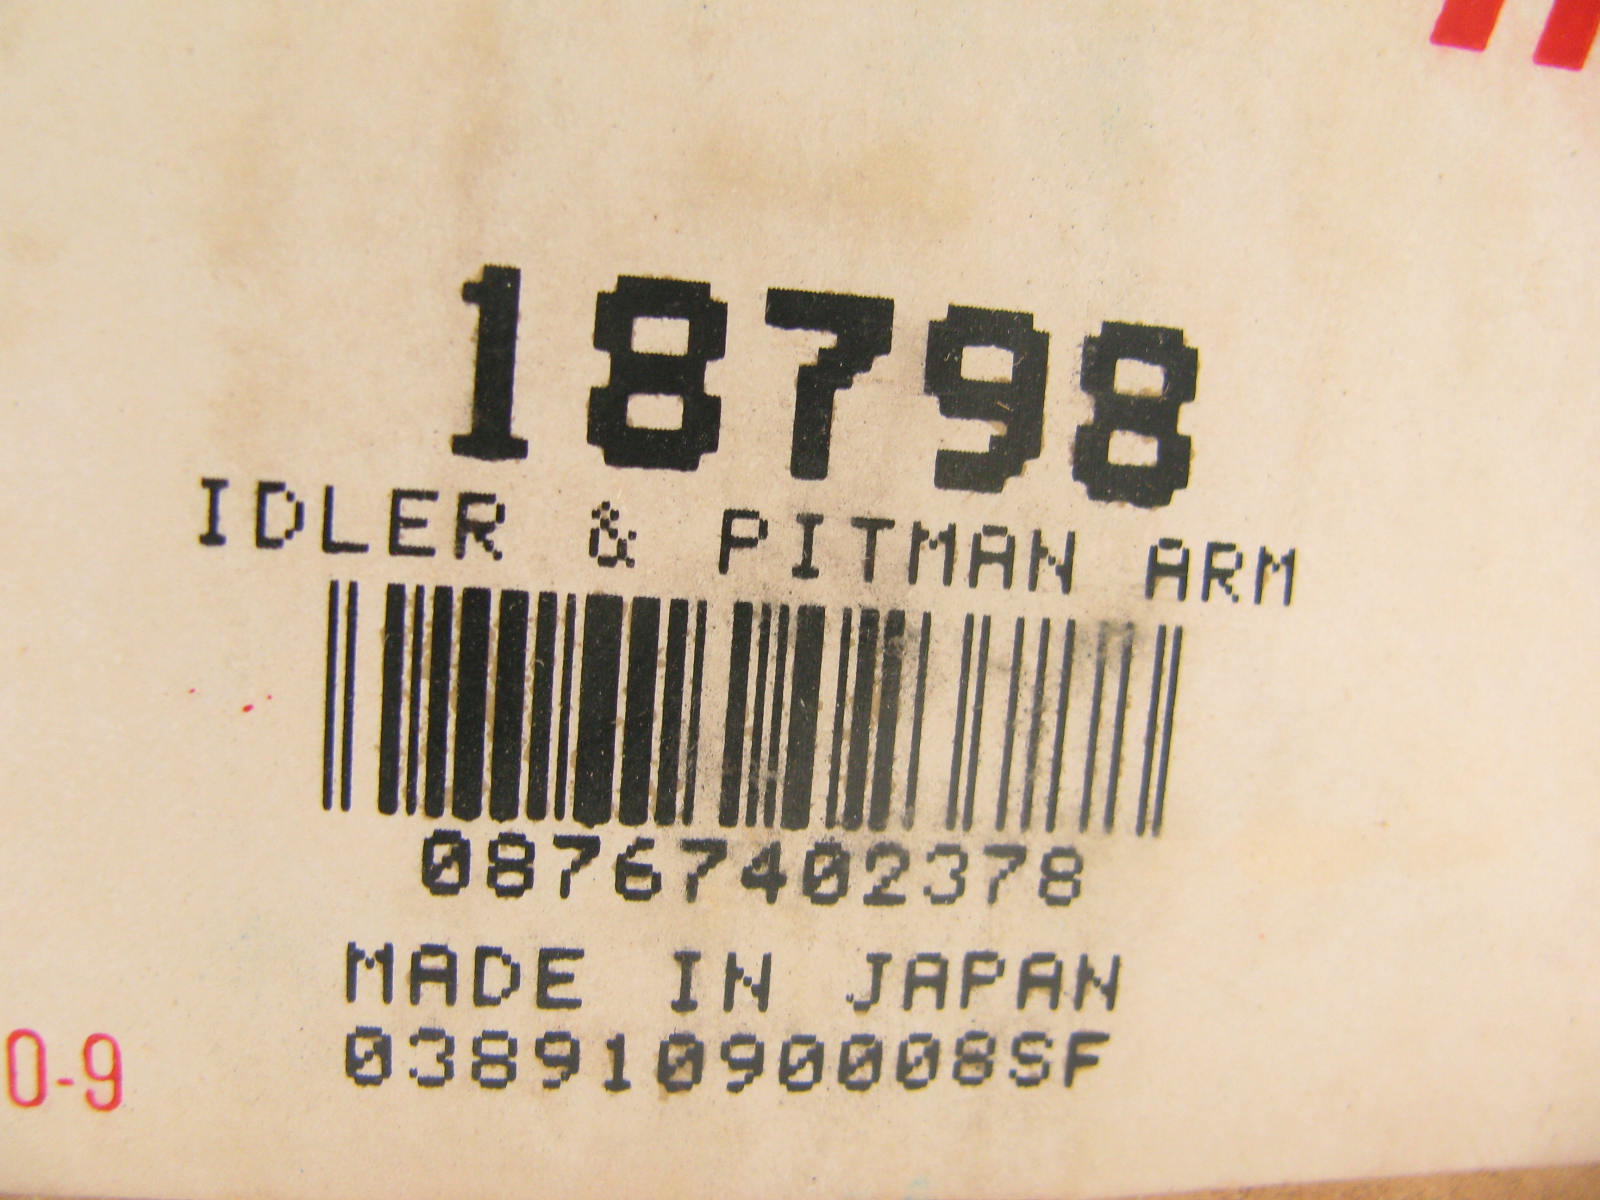 18798
IDLER & PITMAN ARM
08767402378
MADE IN JAPAN
03891090008SF
0-9